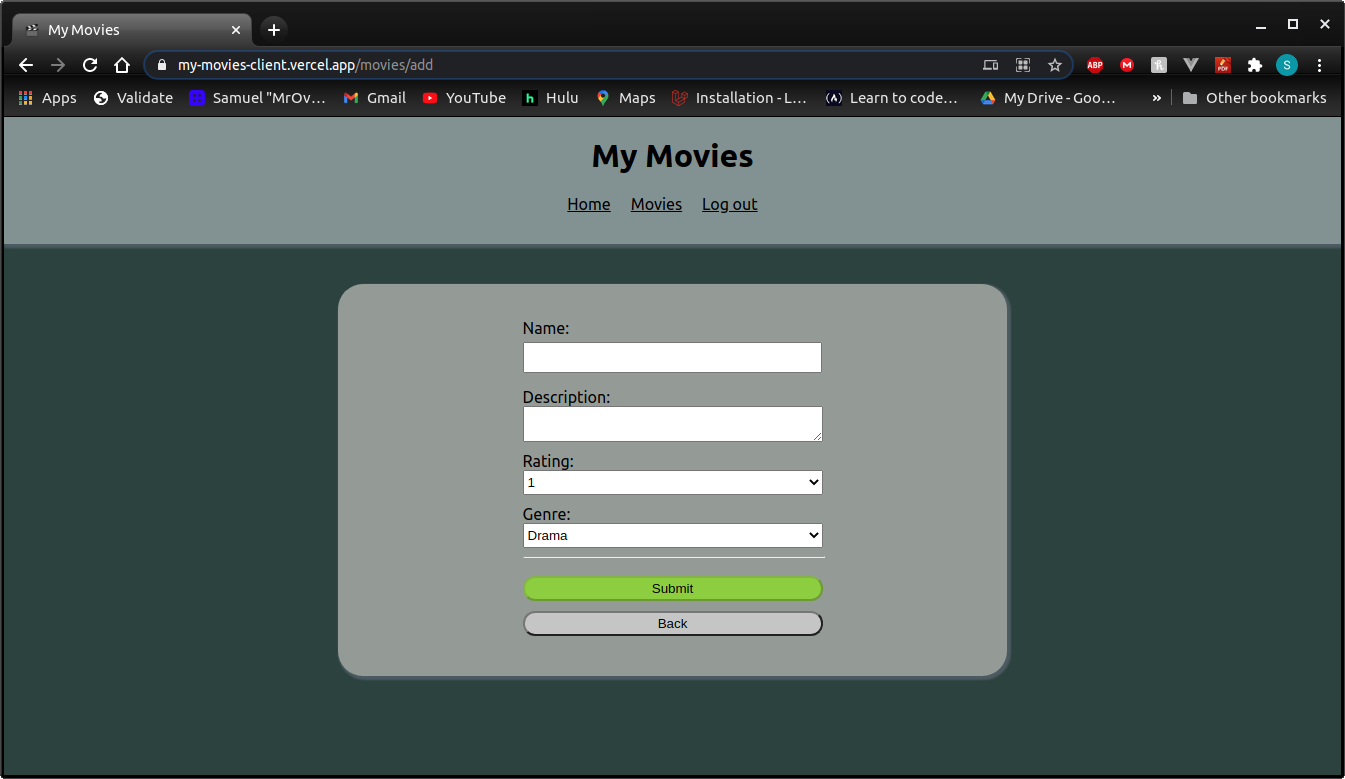 My Movies
my-movies-client.vercel.app/movies/add
ABP M PDF S
Apps Validate Samuel "MrOv… Gmail YouTube h Hulu Maps Installation - L… (Λ) Learn to code… My Drive - Goo… » Other bookmarks
My Movies
Home Movies Log out
Name:
Description:
Rating:
1
Genre:
Drama
Submit
Back